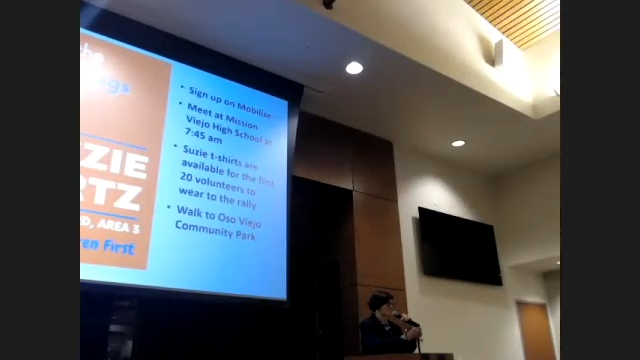 ZIE
RTZ
D, AREA 3
en First
• Sign up on Mobilize
• Meet at Mission
Viejo High School at
7:45 am
• Suzie t-shirts are
available for the first
20 volunteers to
wear to the rally
• Walk to Oso Viejo
Community Park